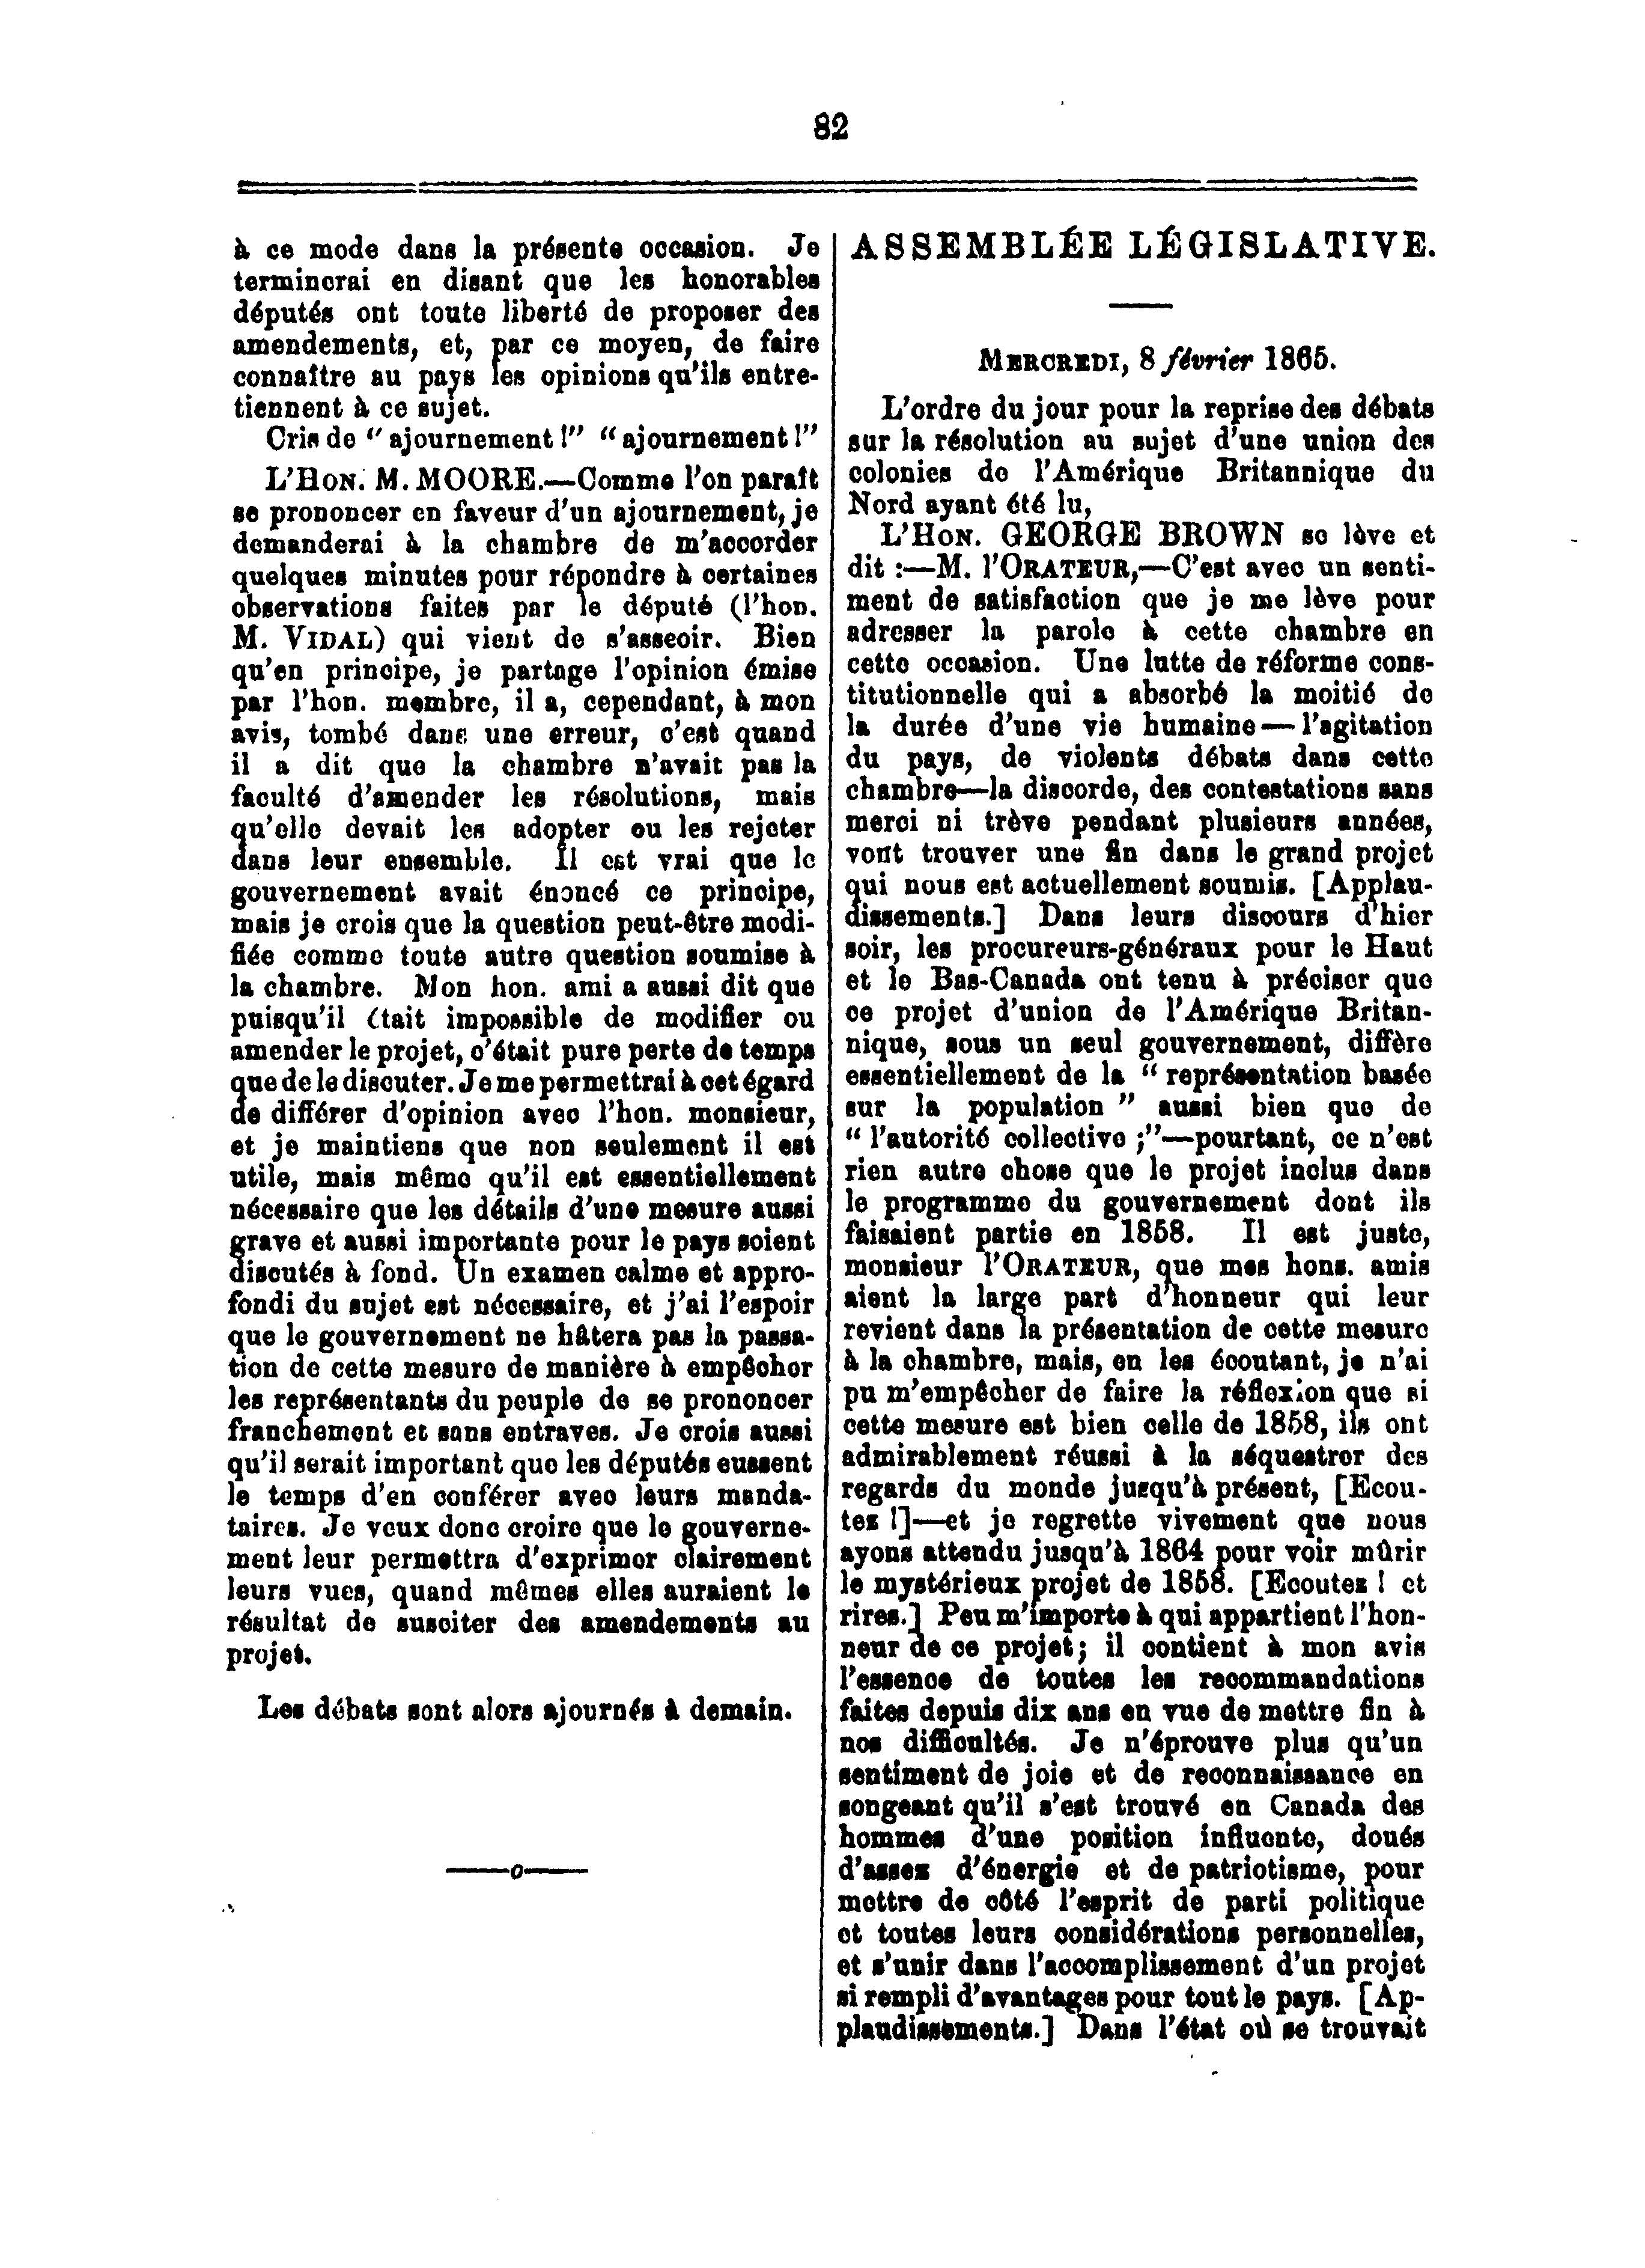 82
à ce mode dans la présente occasion. Je
terminerai en disant que les honorables
députés ont toute liberté de proposer des
amendements, et, par ce moyen, de faire
connaître au pays les opinions qu'ils entre-
tiennent à ce sujet.
Cris de "ajournement!" "ajournement!"
L'HON. M. MOORE.—Comme l'on paraît
se prononcer en faveur d'un ajournement, je
demanderai à la chambre de m'accorder
quelques minutes pour répondre à certaines
observations faites par le député (l'hon.
M. VIDAL) qui vient de s'asseoir. Bien
qu'en principe, je partage l'opinion émise
par l'hon. membre, il a, cependant, à mon
avis, tombé dans une erreur, c'est quand
il a dit que la chambre n'avait pas la
faculté d'amender les résolutions, mais
qu'elle devait les adopter ou les rejeter
dans leur ensemble. Il est vrai que le
gouvernement avait énoncé ce principe,
mais je crois que la question peut-être modi-
fiée comme toute autre question soumise à
la chambre. Mon hon. ami a aussi dit que
puisqu'il était impossible de modifier ou
amender le projet, c'était pure perte de temps
que de le discuter. Je me permettrai à cet égard
de différer d'opinion avec l'hon. monsieur,
et je maintiens que non seulement il est
utile, mais même qu'il est essentiellement
nécessaire que les détails d'une mesure aussi
grave et aussi importante pour le pays soient
discutés à fond. Un examen calme et appro-
fondi du sujet est nécessaire, et j'ai l'espoir
que le gouvernement ne hâtera pas la passa-
tion de cette mesure de manière à empêcher
les représentants du peuple de se prononcer
franchement et sans entraves. Je crois aussi
qu'il serait important que les députés eussent
le temps d'en conférer avec leurs manda-
taires. Je veux donc croire que le gouverne-
ment leur permettra d'exprimer clairement
leurs vues, quand mêmes elles auraient le
résultat de susciter des amendements au
projet.
Les débats sont alors ajournés à demain.
ASSEMBLÉE LÉGISLATIVE.
MERCREDI, 8 février 1865.
L'ordre du jour pour la reprise des débats
sur la résolution au sujet d'une union des
colonies de l'Amérique Britannique du
Nord ayant été lu,
L'HON. GEORGE BROWN se lève et
dit :—M. l'ORATEUR,—C'est avec un senti-
ment de satisfaction que je me lève pour
adresser la parole à cette chambre en
cette occasion. Une lutte de réforme cons-
titutionnelle qui a absorbé la moitié de
la durée d'une vie humaine—l'agitation
du pays, de violents débats dans cette
chambre—la discorde, des contestations sans
merci ni trève pendant plusieurs années,
vont trouver une fin dans le grand projet
qui nous est actuellement soumis. [Applau-
dissements.] Dans leurs discours d'hier
soir, les procureurs-généraux pour le Haut
et le Bas-Canada ont tenu à préciser que
ce projet d'union de l'Amérique Britan-
nique, sous un seul gouvernement, diffère
essentiellement de la " représentation basée
sur la population " aussi bien que de
" l'autorité collective ;"—pourtant, ce n'est
rien autre chose que le projet inclus dans
le programme du gouvernement dont ils
faisaient partie en 1858. Il est juste,
monsieur l'ORATEUR, que mes hons. amis
aient la large part d'honneur qui leur
revient dans la présentation de cette mesure
à la chambre, mais, en les écoutant, je n'ai
pu m'empêcher de faire la réflexion que si
cette mesure est bien celle de 1858, ils ont
admirablement réussi à la séquestrer des
regards du monde jusqu'à présent, [Ecou-
tez !]—et je regrette vivement que nous
ayons attendu jusqu'à 1864 pour voir mûrir
le mystérieux projet de 1858. [Ecoutez ! et
rires.] Peu m'importe à qui appartient l'hon-
neur de ce projet; il contient à mon avis
l'essence de toutes les recommandations
faites depuis dix ans en vue de mettre fin à
nos difficultés. Je n'éprouve plus qu'un
sentiment de joie et de reconnaissance en
songeant qu'il s'est trouvé en Canada des
hommes d'une position influente, doués
d'assez d'énergie et de patriotisme, pour
mettre de côté l'esprit de parti politique
et toutes leurs considérations personnelles,
et s'unir dans l'accomplissement d'un projet
si rempli d'avantages pour tout le pays. [Ap-
plaudissements.] Dans l'état où se trouvait